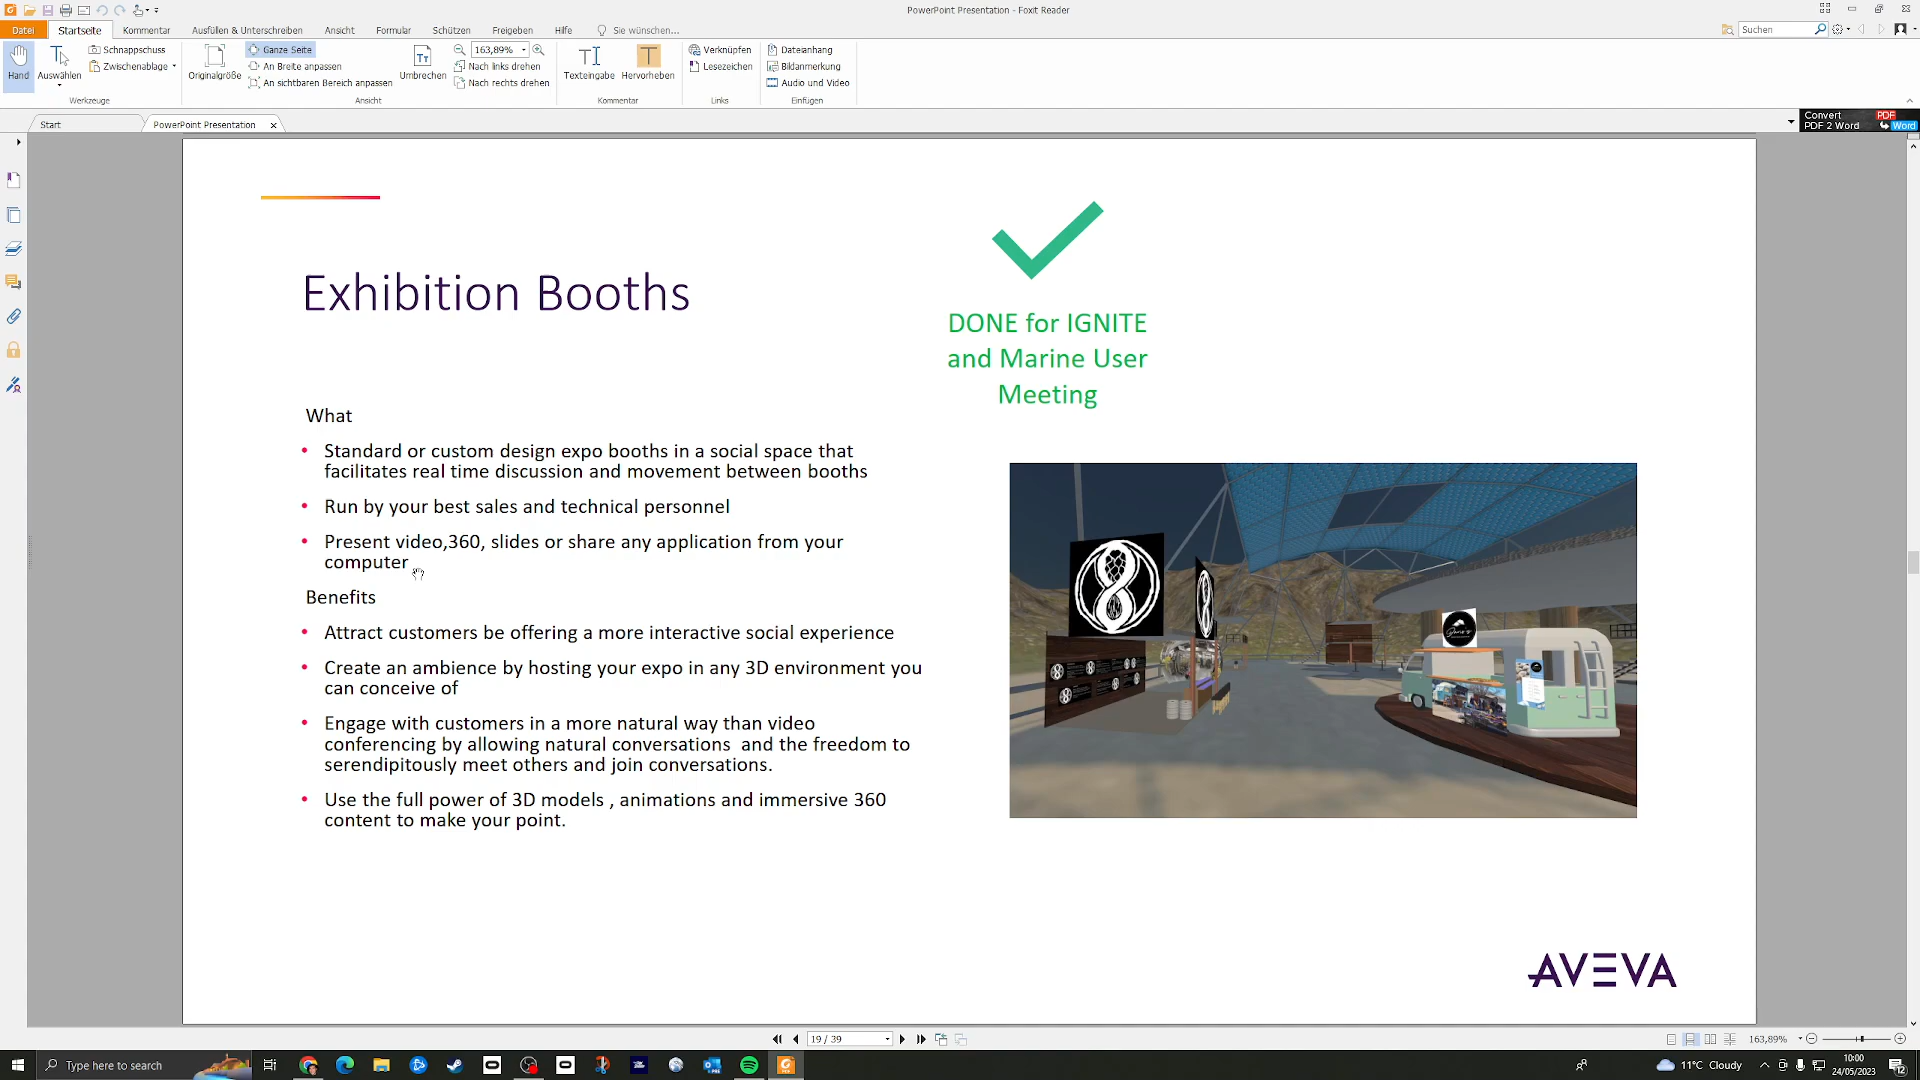 PowerPoint Presentation - Foxit Reader
Datei
Startseite
Kommentar
Ausfüllen & Unterschreiben
Ansicht
Formular
Schützen
Freigeben
Hilfe
Sie wünschen...
Suchen
Hand
Auswählen
Schnappschuss
Zwischenablage
Werkzeuge
Originalgröße
Ganze Seite
An Breite anpassen
An sichtbaren Bereich anpassen
Umbrechen
163,89%
Nach links drehen
Nach rechts drehen
Ansicht
Texteingabe
Hervorheben
Kommentar
Verknüpfen
Lesezeichen
Links
Dateianhang
Bildanmerkung
Audio und Video
Einfügen
Start
PowerPoint Presentation
Convert
PDF 2 Word
PDF
Word
Exhibition Booths
DONE for IGNITE
and Marine User
Meeting
What
• Standard or custom design expo booths in a social space that
facilitates real time discussion and movement between booths
• Run by your best sales and technical personnel
• Present video,360, slides or share any application from your
computer
Benefits
• Attract customers be offering a more interactive social experience
• Create an ambience by hosting your expo in any 3D environment you
can conceive of
• Engage with customers in a more natural way than video
conferencing by allowing natural conversations and the freedom to
serendipitously meet others and join conversations.
• Use the full power of 3D models , animations and immersive 360
content to make your point.
AVEVA
19 / 39
163,89%
Type here to search
11°C Cloudy
10:00
24/05/2023